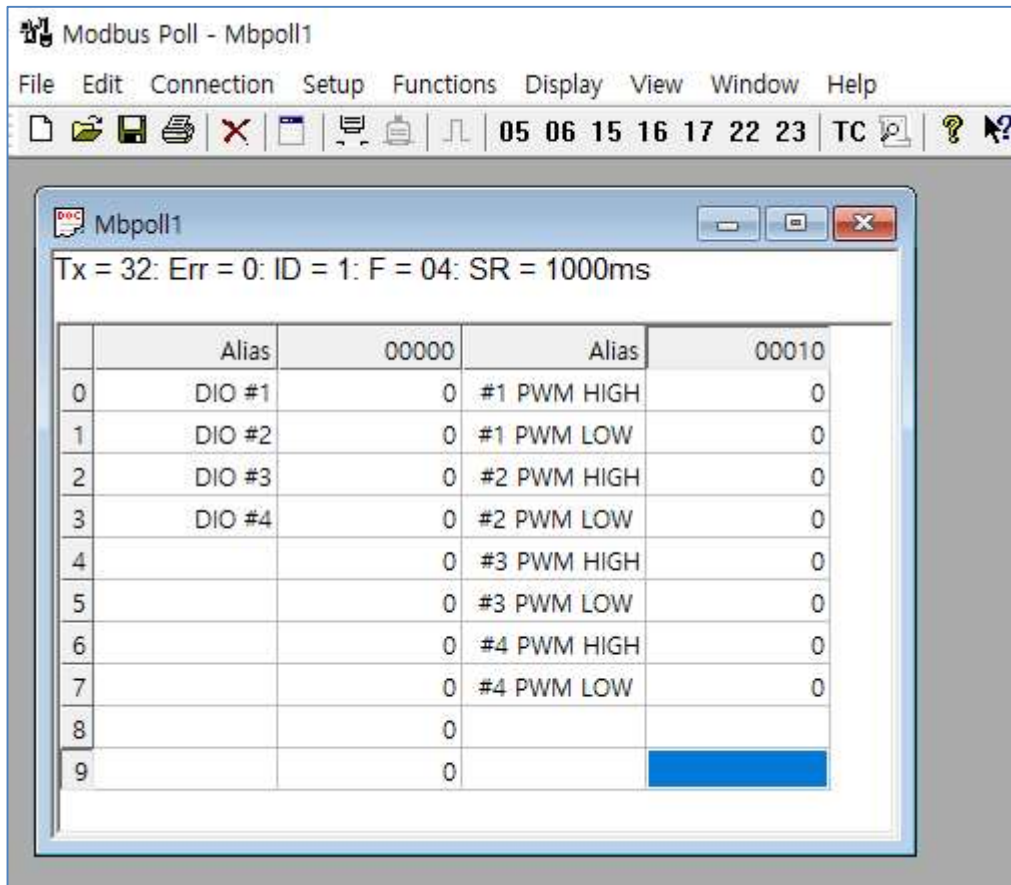 Modbus Poll - Mbpoll1
File Edit Connection Setup Functions Display View Window Help
05 06 15 16 17 22 23 TC
DOC Mbpoll1
Tx = 32: Err = 0: ID = 1: F = 04: SR = 1000ms
Alias 00000 Alias 00010
0 DIO #1 0 #1 PWM HIGH 0
1 DIO #2 0 #1 PWM LOW 0
2 DIO #3 0 #2 PWM HIGH 0
3 DIO #4 0 #2 PWM LOW 0
4 0 #3 PWM HIGH 0
5 0 #3 PWM LOW 0
6 0 #4 PWM HIGH 0
7 0 #4 PWM LOW 0
8 0
9 0